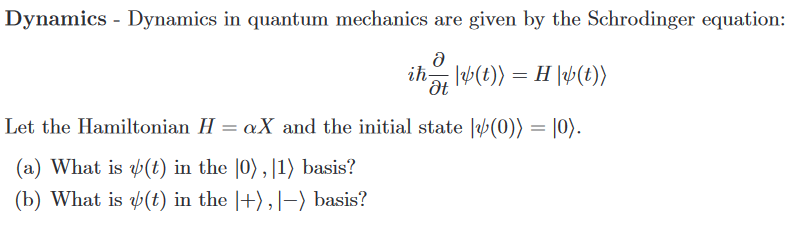 Dynamics - Dynamics in quantum mechanics are given by the Schrodinger equation:
iħ ∂/∂t |ψ(t)⟩ = H |ψ(t)⟩
Let the Hamiltonian H = αX and the initial state |ψ(0)⟩ = |0⟩.
(a) What is ψ(t) in the |0⟩, |1⟩ basis?
(b) What is ψ(t) in the |+⟩, |−⟩ basis?